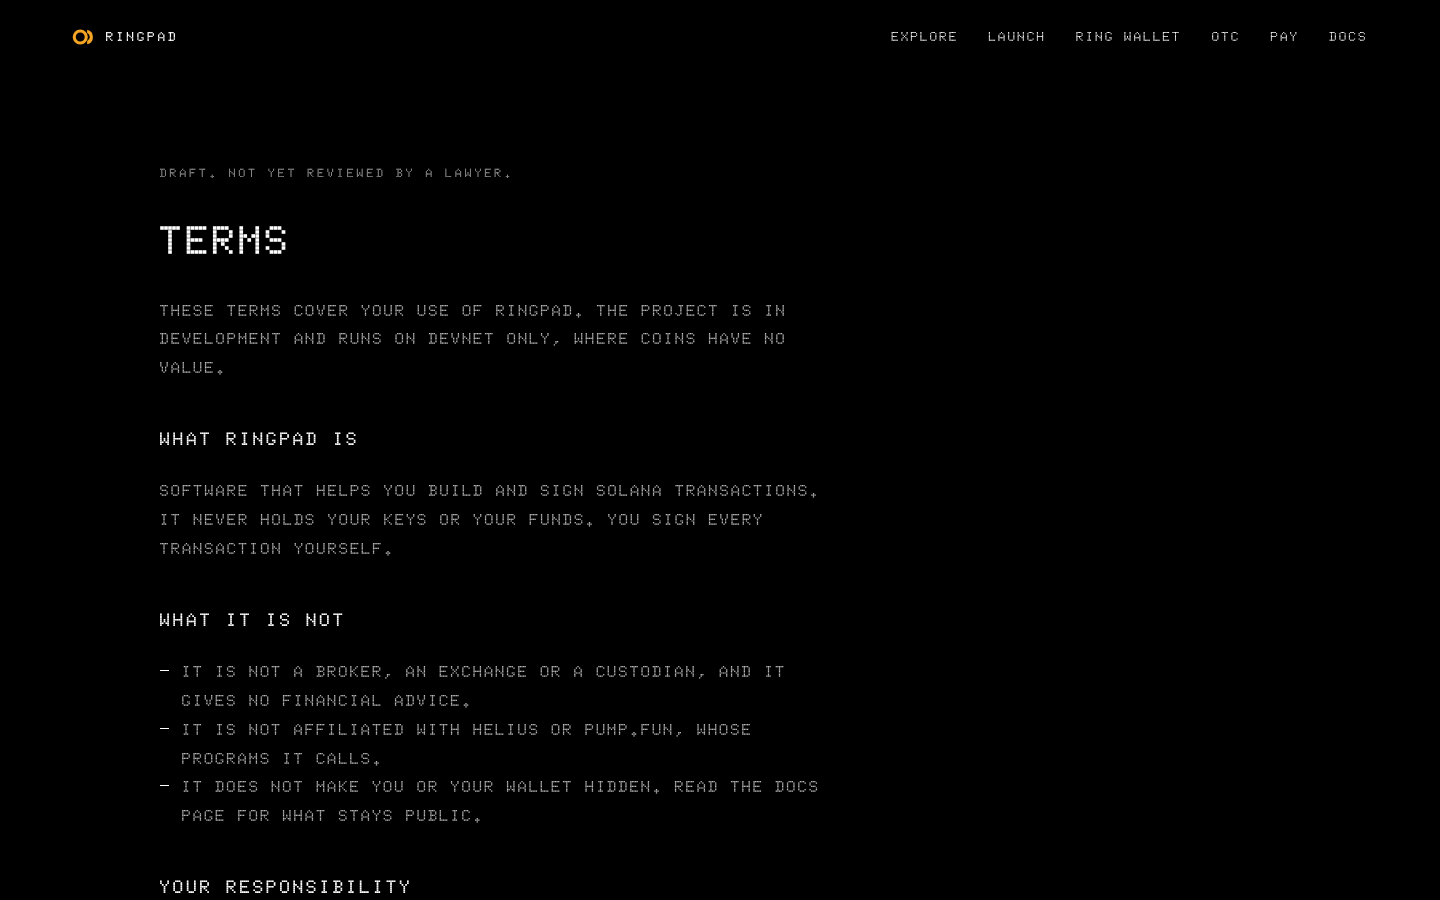 RINGPAD
EXPLORE LAUNCH RING WALLET OTC PAY DOCS
DRAFT. NOT YET REVIEWED BY A LAWYER.
TERMS
THESE TERMS COVER YOUR USE OF RINGPAD. THE PROJECT IS IN
DEVELOPMENT AND RUNS ON DEVNET ONLY, WHERE COINS HAVE NO
VALUE.
WHAT RINGPAD IS
SOFTWARE THAT HELPS YOU BUILD AND SIGN SOLANA TRANSACTIONS.
IT NEVER HOLDS YOUR KEYS OR YOUR FUNDS. YOU SIGN EVERY
TRANSACTION YOURSELF.
WHAT IT IS NOT
– IT IS NOT A BROKER, AN EXCHANGE OR A CUSTODIAN, AND IT
GIVES NO FINANCIAL ADVICE.
– IT IS NOT AFFILIATED WITH HELIUS OR PUMP.FUN, WHOSE
PROGRAMS IT CALLS.
– IT DOES NOT MAKE YOU OR YOUR WALLET HIDDEN. READ THE DOCS
PAGE FOR WHAT STAYS PUBLIC.
YOUR RESPONSIBILITY